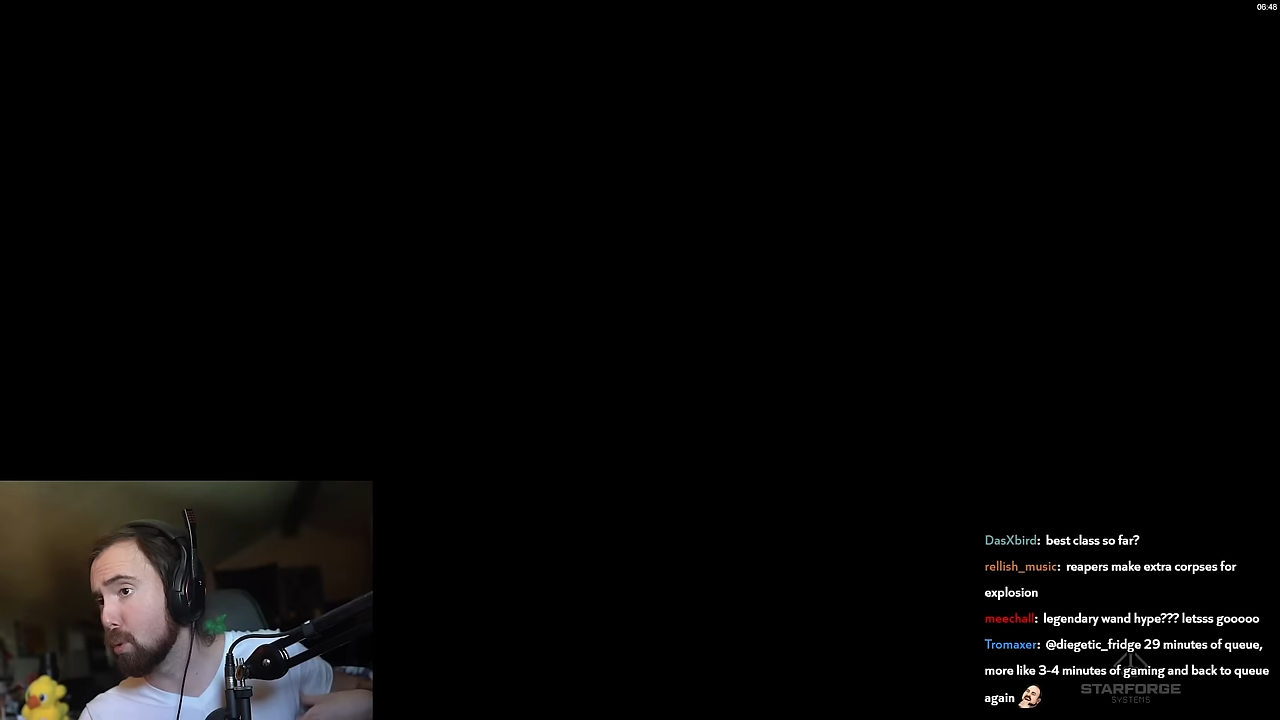 06:48
DasXbird: best class so far?
rellish_music: reapers make extra corpses for
explosion
meechall: legendary wand hype??? letsss gooooo
Tromaxer: @diegetic_fridge 29 minutes of queue,
more like 3-4 minutes of gaming and back to queue
again
STARFORGE
SYSTEMS